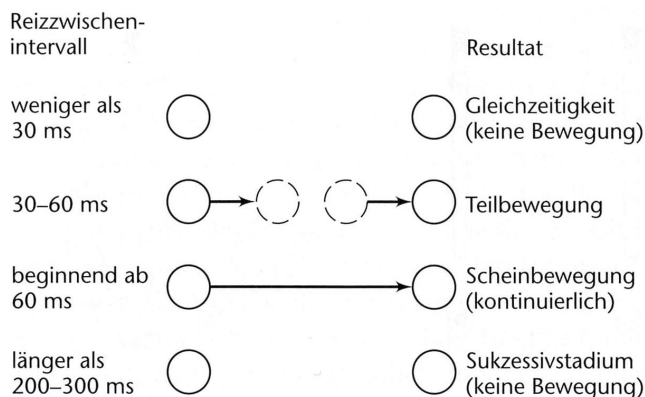 Reizzwischen-
intervall
Resultat
weniger als
30 ms
Gleichzeitigkeit
(keine Bewegung)
30–60 ms
Teilbewegung
beginnend ab
60 ms
Scheinbewegung
(kontinuierlich)
länger als
200–300 ms
Sukzessivstadium
(keine Bewegung)